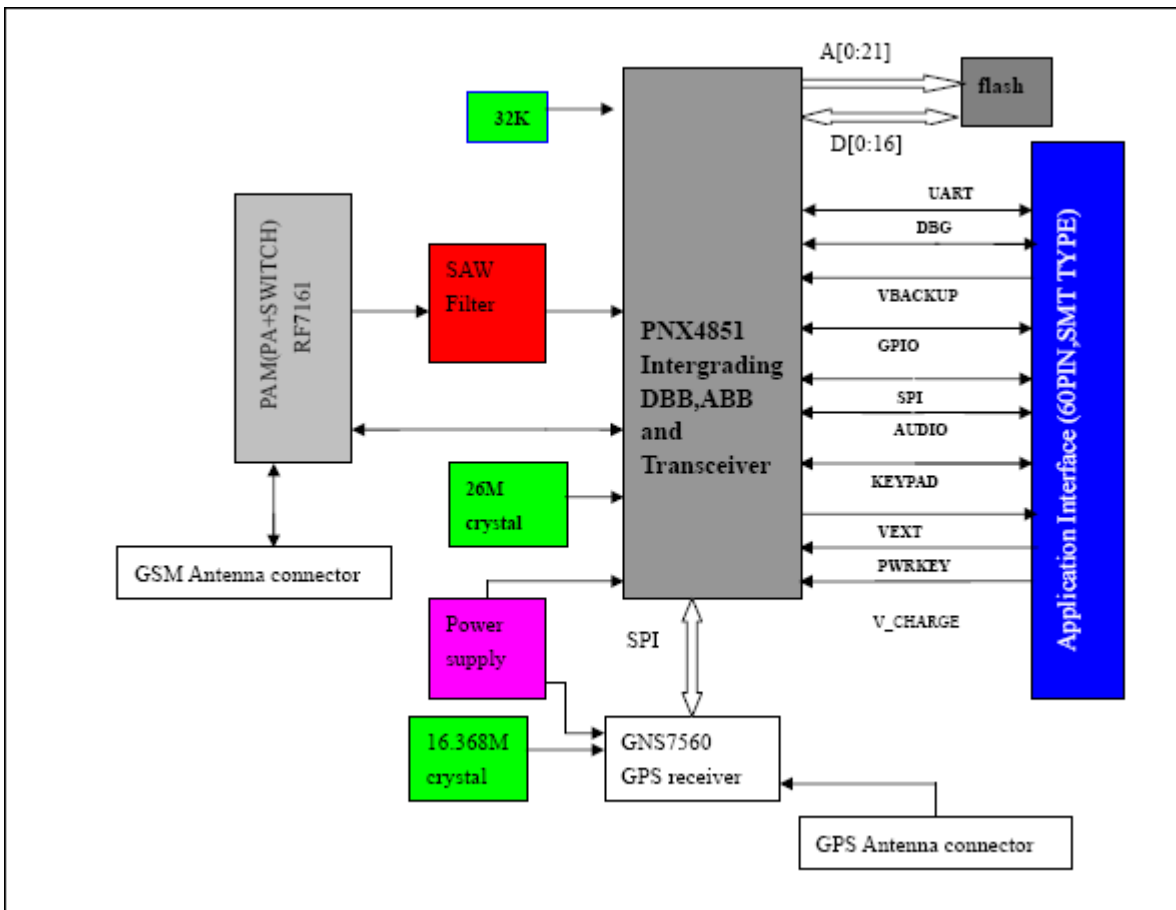 A[0:21]
flash
32K
D[0:16]
UART
DBG
VBACKUP
GPIO
SPI
AUDIO
KEYPAD
VEXT
PWRKEY
V_CHARGE
Application Interface (60PIN,SMT TYPE)
PAM(PA+SWITCH)
RF7161
SAW
Filter
PNX4851
Intergrading
DBB,ABB
and
Transceiver
26M
crystal
GSM Antenna connector
Power
supply
SPI
16.368M
crystal
GNS7560
GPS receiver
GPS Antenna connector